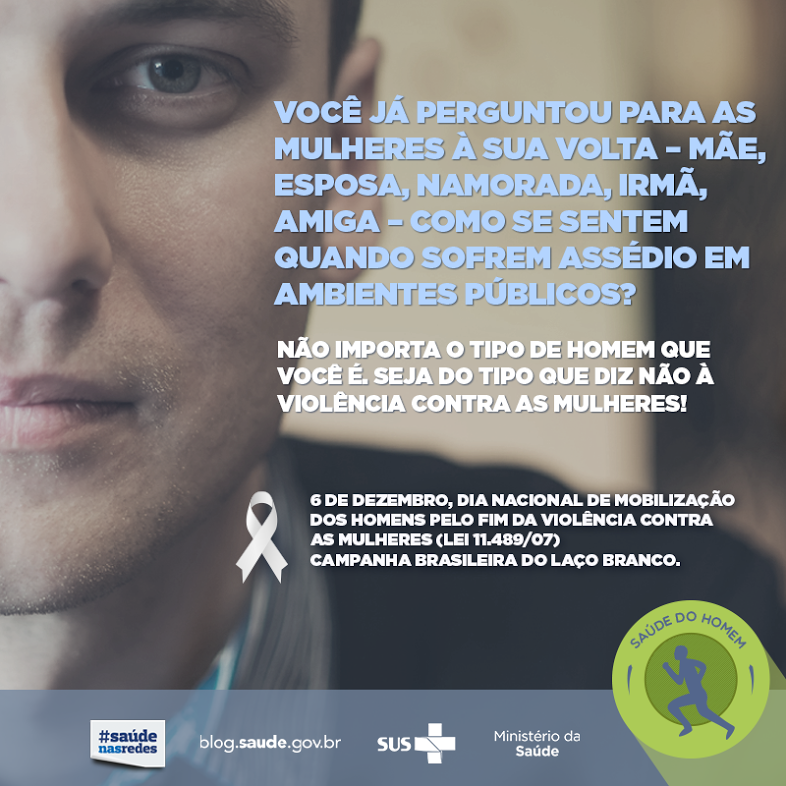 VOCÊ JÁ PERGUNTOU PARA AS
MULHERES À SUA VOLTA – MÃE,
ESPOSA, NAMORADA, IRMÃ,
AMIGA – COMO SE SENTEM
QUANDO SOFREM ASSÉDIO EM
AMBIENTES PÚBLICOS?
NÃO IMPORTA O TIPO DE HOMEM QUE
VOCÊ É. SEJA DO TIPO QUE DIZ NÃO À
VIOLÊNCIA CONTRA AS MULHERES!
6 DE DEZEMBRO, DIA NACIONAL DE MOBILIZAÇÃO
DOS HOMENS PELO FIM DA VIOLÊNCIA CONTRA
AS MULHERES (LEI 11.489/07)
CAMPANHA BRASILEIRA DO LAÇO BRANCO.
SAÚDE DO HOMEM
#saúde
nasredes
blog.saude.gov.br
SUS
Ministério da
Saúde